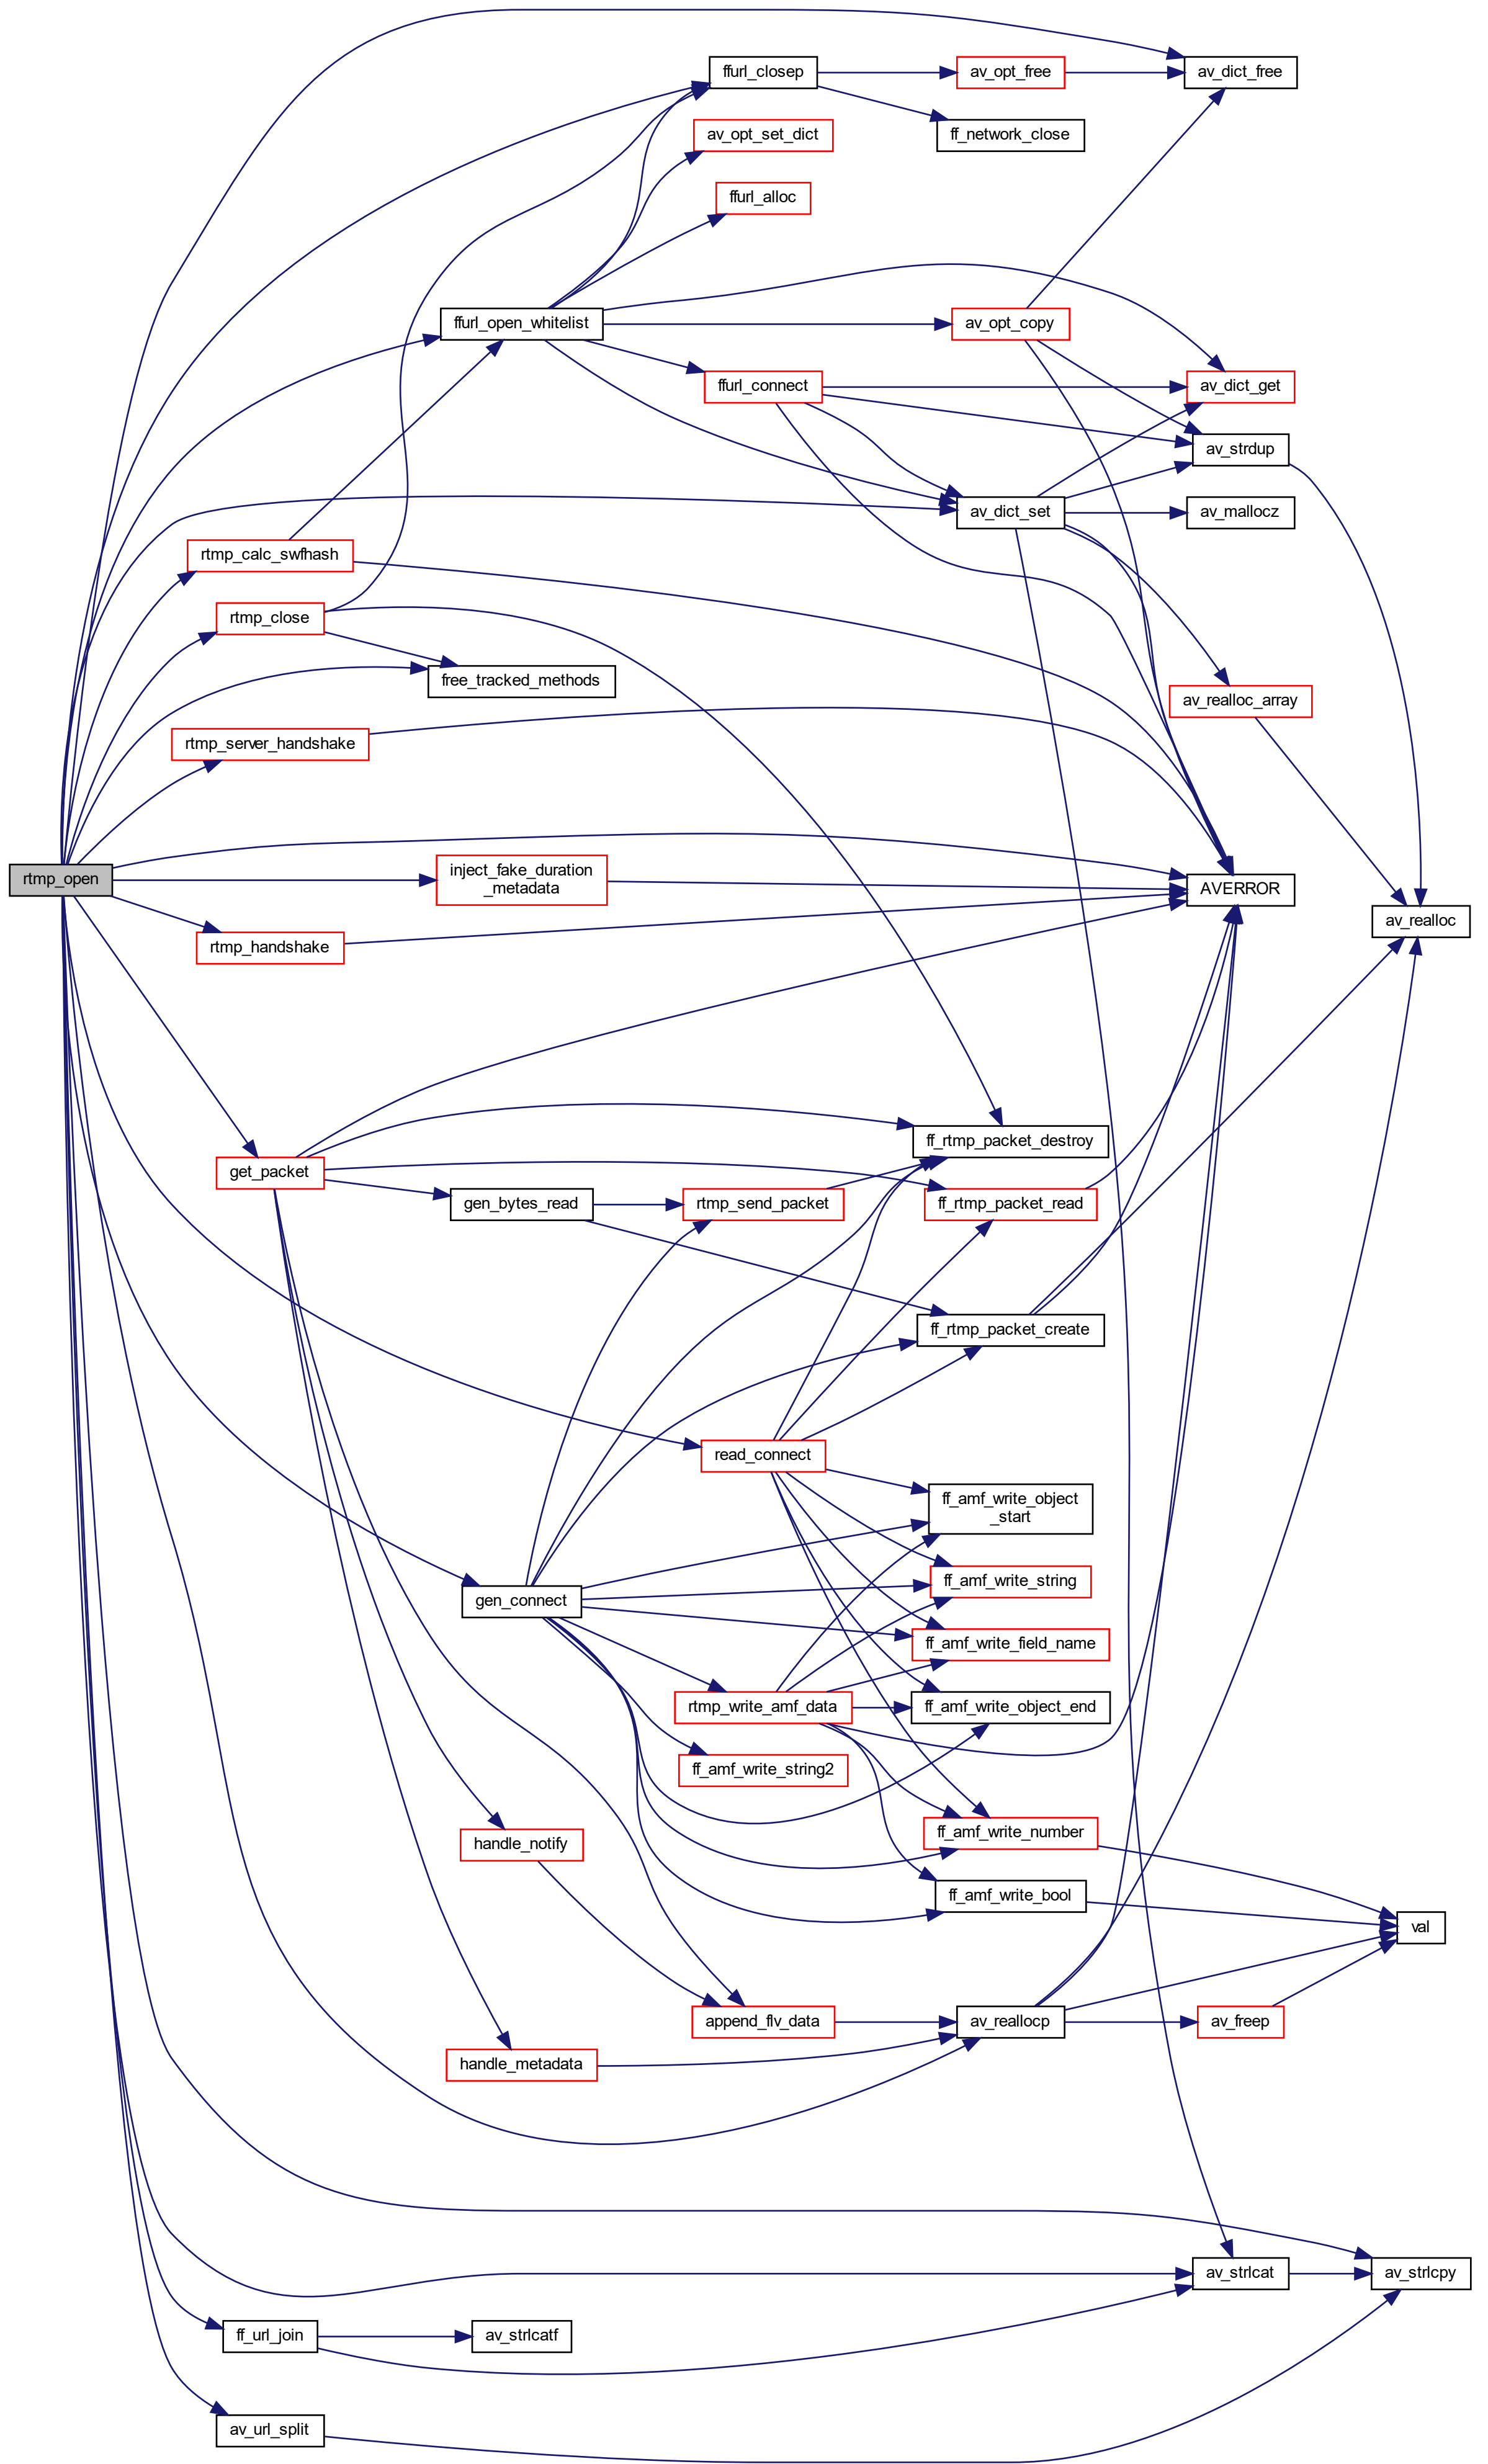 ffurl_closep
av_opt_free
av_dict_free
av_opt_set_dict
ff_network_close
ffurl_alloc
ffurl_open_whitelist
av_opt_copy
ffurl_connect
av_dict_get
av_strdup
av_dict_set
av_mallocz
rtmp_calc_swfhash
rtmp_close
free_tracked_methods
av_realloc_array
rtmp_server_handshake
rtmp_open
inject_fake_duration
_metadata
AVERROR
av_realloc
rtmp_handshake
ff_rtmp_packet_destroy
get_packet
gen_bytes_read
rtmp_send_packet
ff_rtmp_packet_read
ff_rtmp_packet_create
read_connect
ff_amf_write_object
_start
ff_amf_write_string
gen_connect
ff_amf_write_field_name
rtmp_write_amf_data
ff_amf_write_object_end
ff_amf_write_string2
handle_notify
ff_amf_write_number
ff_amf_write_bool
val
append_flv_data
av_reallocp
av_freep
handle_metadata
av_strlcat
av_strlcpy
ff_url_join
av_strlcatf
av_url_split